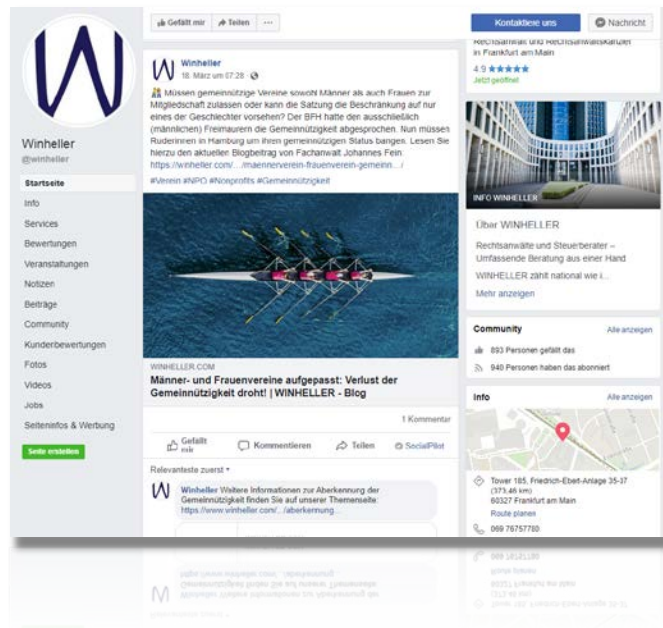 Gefällt mir Teilen ...
Kontaktiere uns
Nachricht
Winheller
@winheller
Startseite
Info
Services
Bewertungen
Veranstaltungen
Notizen
Beiträge
Community
Kundenbewertungen
Fotos
Videos
Jobs
Seiteninfos & Werbung
Seite erstellen
Winheller
18. März um 07:28
Müssen gemeinnützige Vereine sowohl Männer als auch Frauen zur
Mitgliedschaft zulassen oder kann die Satzung die Beschränkung auf nur
eines der Geschlechter vorsehen? Der BFH hatte den ausschließlich
(männlichen) Freimaurern die Gemeinnützigkeit abgesprochen. Nun müssen
Ruderinnen in Hamburg um ihren gemeinnützigen Status bangen. Lesen Sie
hierzu den aktuellen Blogbeitrag von Fachanwalt Johannes Fein:
https://winheller.com/.../maennerverein-frauenverein-gemeinn.../
#Verein #NPO #Nonprofits #Gemeinnützigkeit
WINHELLER.COM
Männer- und Frauenvereine aufgepasst: Verlust der
Gemeinnützigkeit droht! | WINHELLER - Blog
1 Kommentar
Gefällt mir
Kommentieren
Teilen
SocialPilot
Relevanteste zuerst
Winheller Weitere Informationen zur Aberkennung der
Gemeinnützigkeit finden Sie auf unserer Themenseite:
https://www.winheller.com/.../aberkennung...
Rechtsanwalt und Rechtsanwaltskanzlei
in Frankfurt am Main
4,9 ★★★★★
Jetzt geöffnet
INFO WINHELLER
Über WINHELLER
Rechtsanwälte und Steuerberater –
Umfassende Beratung aus einer Hand
WINHELLER zählt national wie i...
Mehr anzeigen
Community
Alle anzeigen
893 Personen gefällt das
940 Personen haben das abonniert
Info
Alle anzeigen
Tower 185, Friedrich-Ebert-Anlage 35-37
(373,46 km)
60327 Frankfurt am Main
Route planen
069 76757780